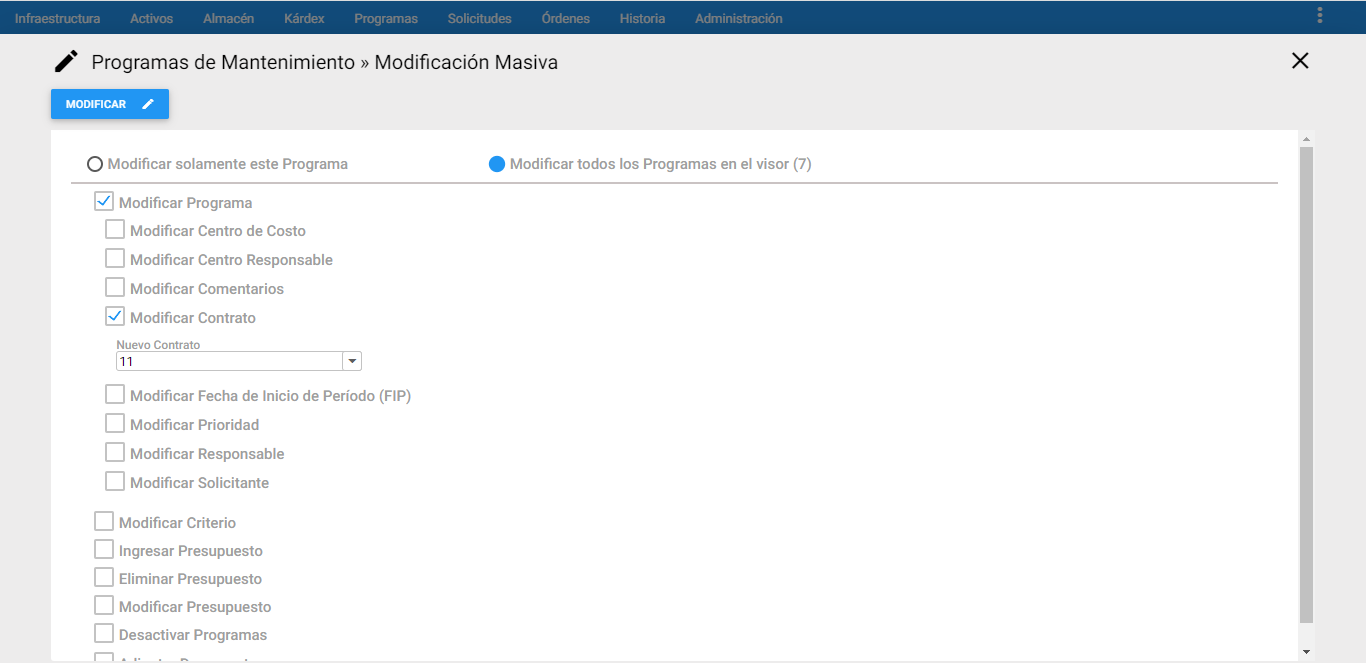 Infraestructura Activos Almacén Kárdex Programas Solicitudes Órdenes Historia Administración
Programas de Mantenimiento » Modificación Masiva
MODIFICAR
Modificar solamente este Programa Modificar todos los Programas en el visor (7)
Modificar Programa
Modificar Centro de Costo
Modificar Centro Responsable
Modificar Comentarios
Modificar Contrato
Nuevo Contrato
11
Modificar Fecha de Inicio de Período (FIP)
Modificar Prioridad
Modificar Responsable
Modificar Solicitante
Modificar Criterio
Ingresar Presupuesto
Eliminar Presupuesto
Modificar Presupuesto
Desactivar Programas